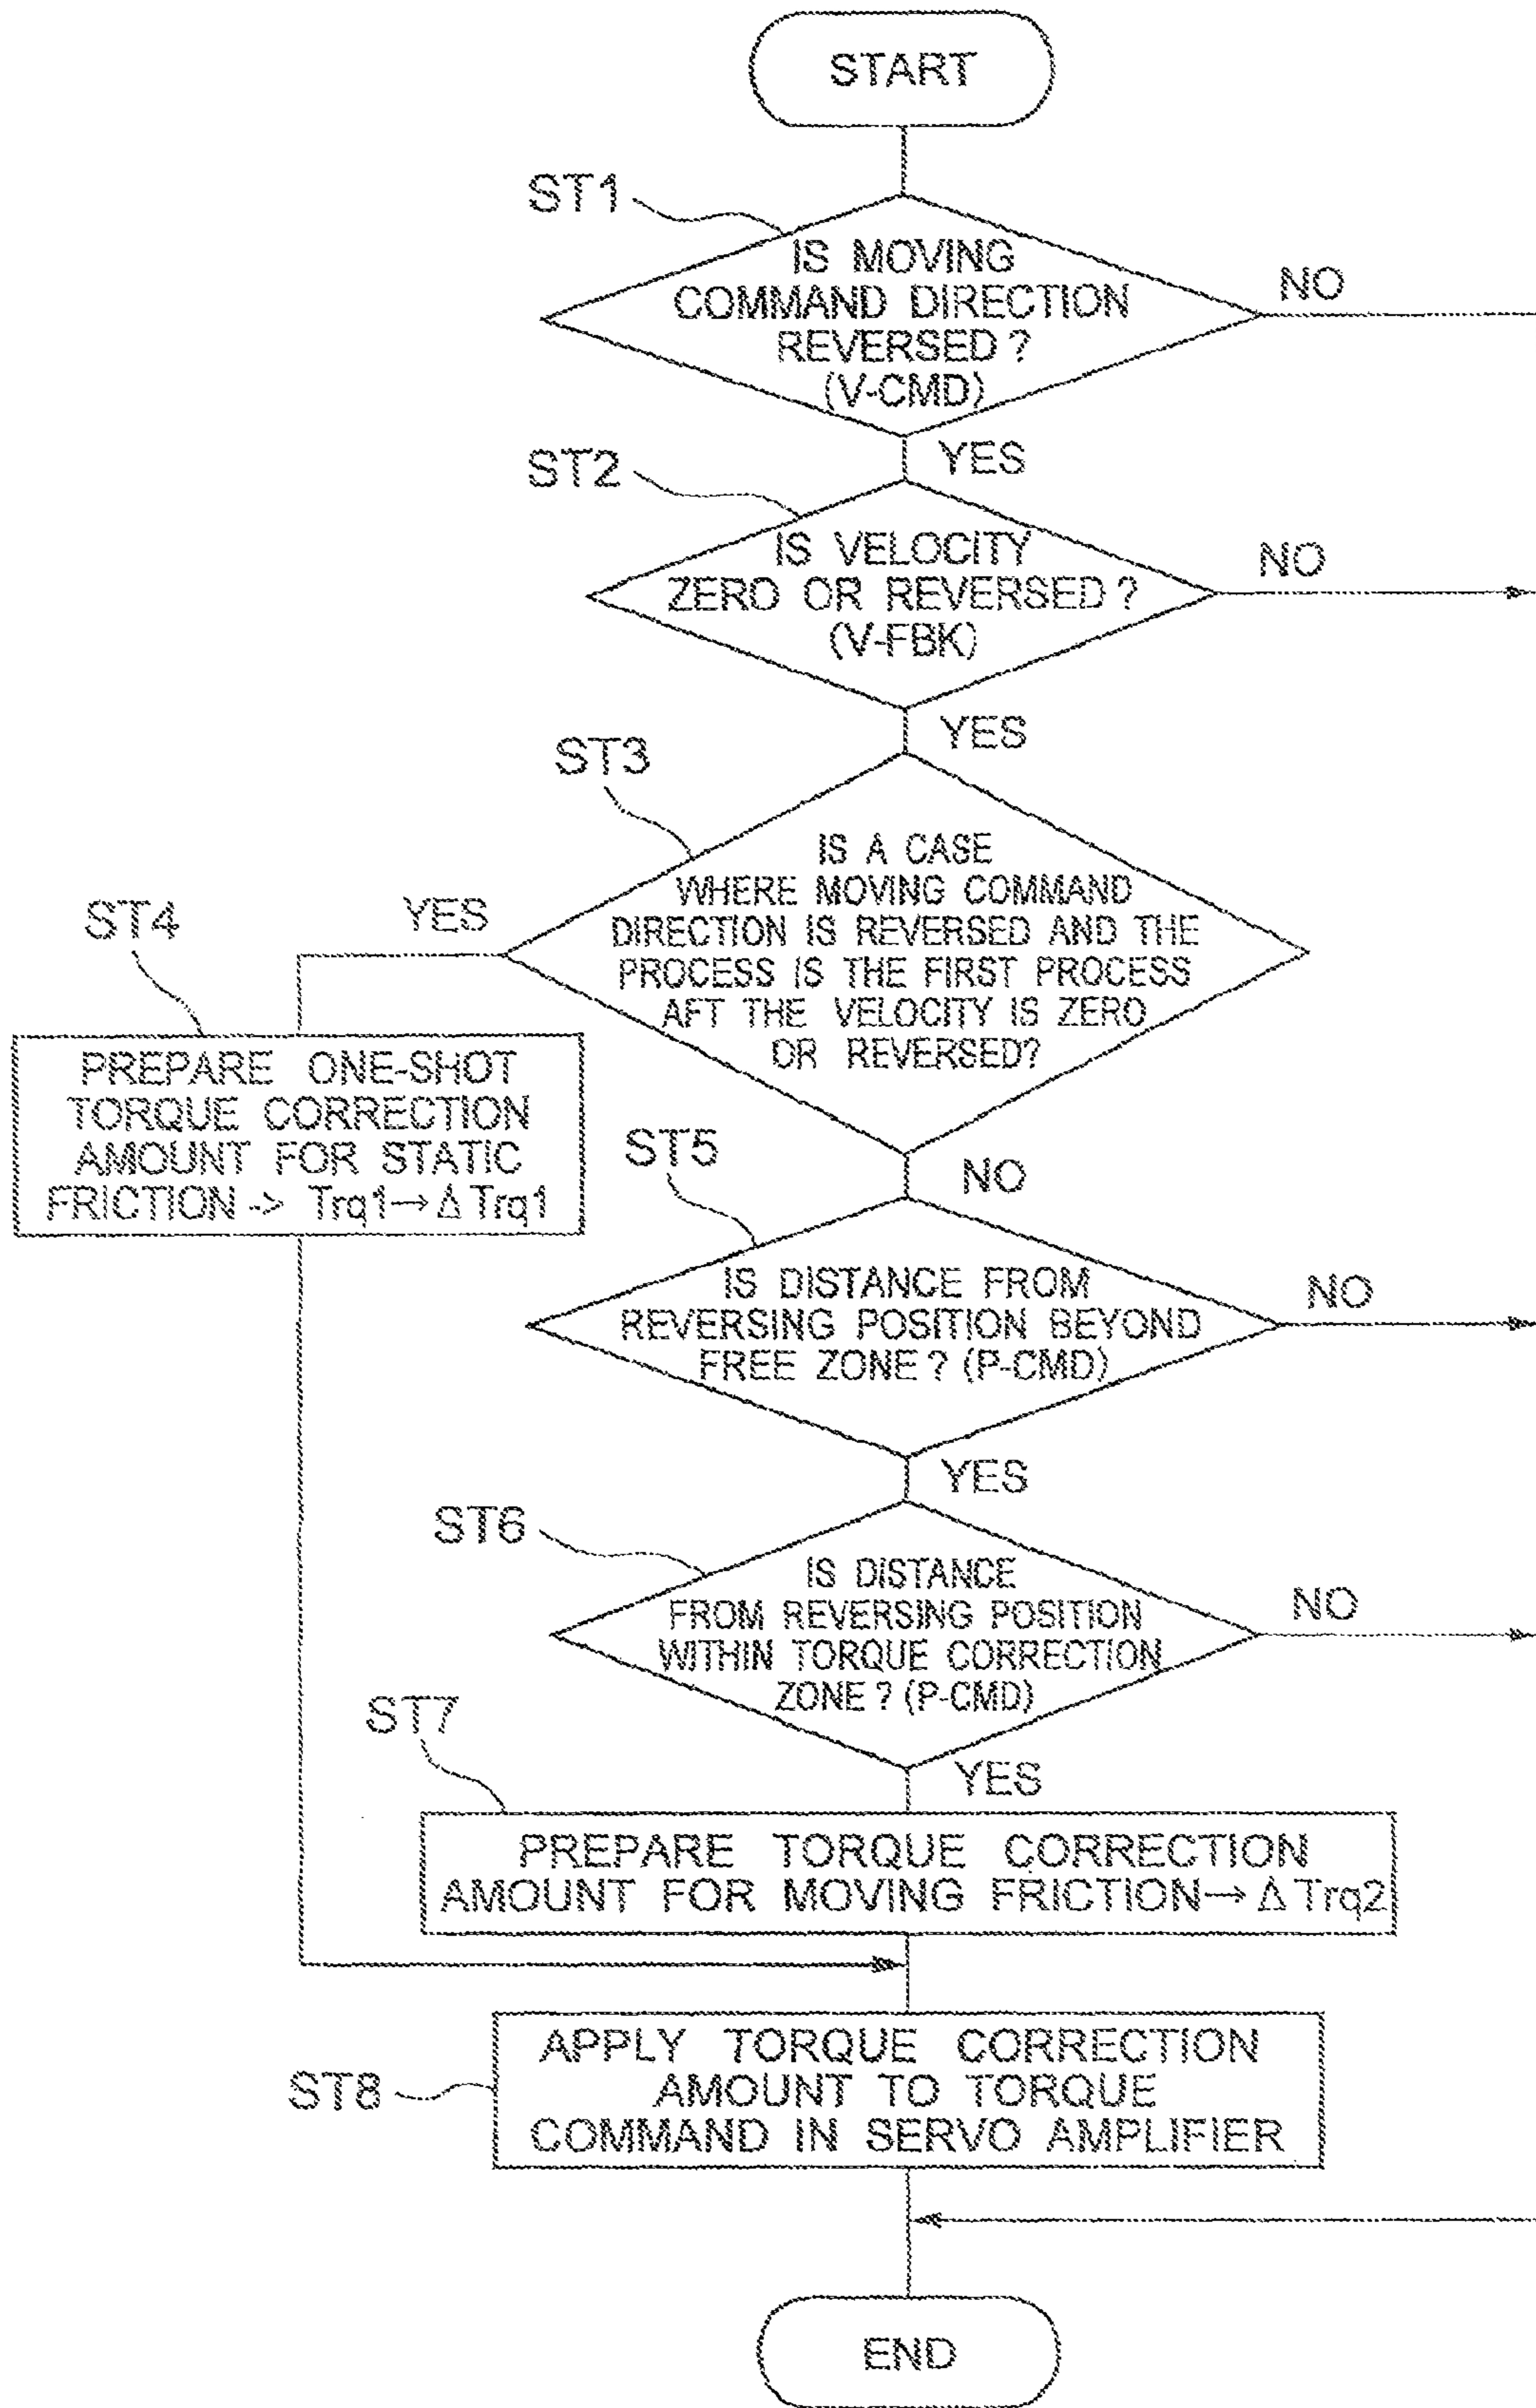 START
ST1
IS MOVING
COMMAND DIRECTION
REVERSED?
(V-CMD)
NO
YES
ST2
IS VELOCITY
ZERO OR REVERSED?
(V-FBK)
NO
YES
ST3
IS A CASE
WHERE MOVING COMMAND
DIRECTION IS REVERSED AND THE
PROCESS IS THE FIRST PROCESS
AFT THE VELOCITY IS ZERO
OR REVERSED?
YES
ST4
PREPARE ONE-SHOT
TORQUE CORRECTION
AMOUNT FOR STATIC
FRICTION -> Trq1→Δ Trq1
NO
ST5
IS DISTANCE FROM
REVERSING POSITION BEYOND
FREE ZONE? (P-CMD)
NO
YES
ST6
IS DISTANCE
FROM REVERSING POSITION
WITHIN TORQUE CORRECTION
ZONE? (P-CMD)
NO
YES
ST7
PREPARE TORQUE CORRECTION
AMOUNT FOR MOVING FRICTION→Δ Trq2
ST8
APPLY TORQUE CORRECTION
AMOUNT TO TORQUE
COMMAND IN SERVO AMPLIFIER
END